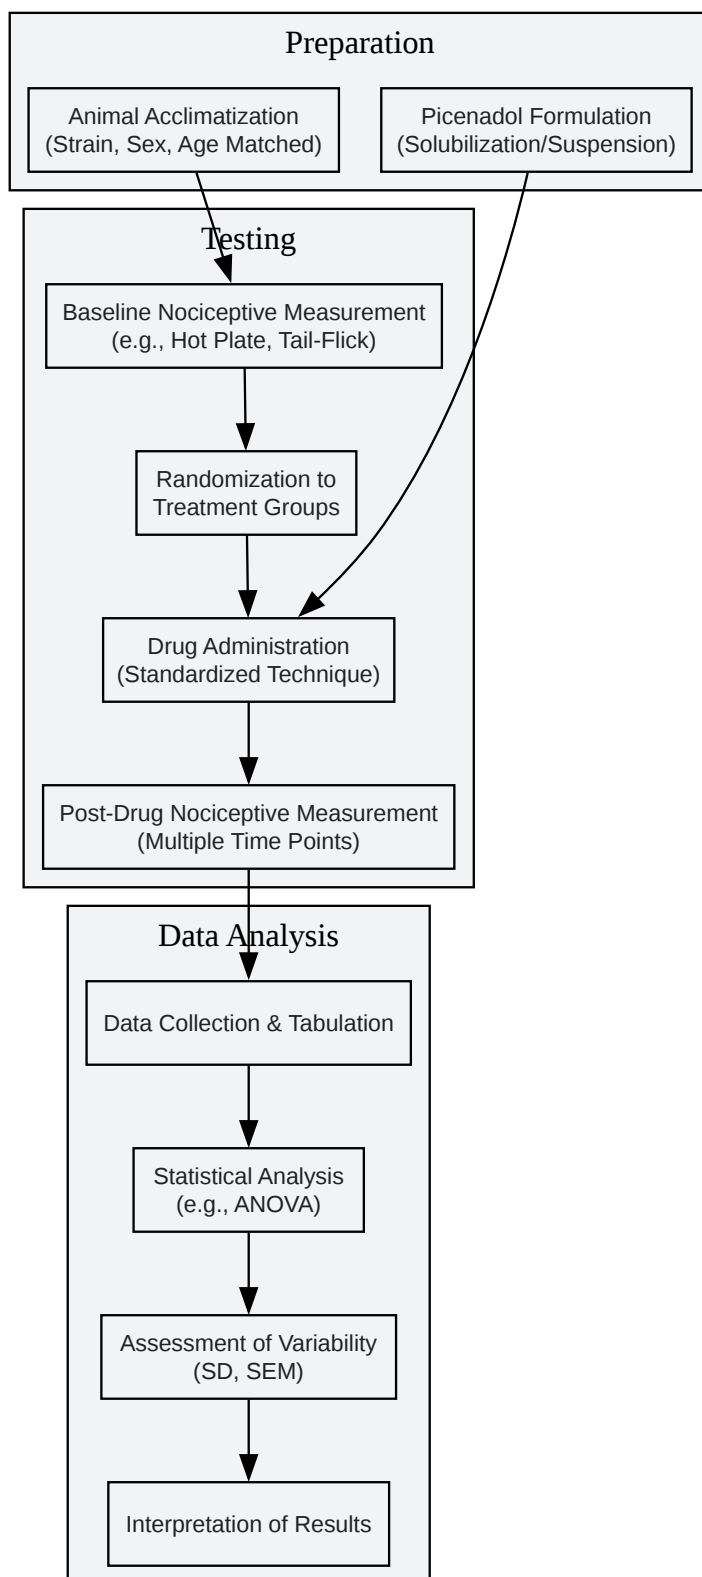 Preparation
Animal Acclimatization
(Strain, Sex, Age Matched)
Picenadol Formulation
(Solubilization/Suspension)
Testing
Baseline Nociceptive Measurement
(e.g., Hot Plate, Tail-Flick)
Randomization to
Treatment Groups
Drug Administration
(Standardized Technique)
Post-Drug Nociceptive Measurement
(Multiple Time Points)
Data Analysis
Data Collection & Tabulation
Statistical Analysis
(e.g., ANOVA)
Assessment of Variability
(SD, SEM)
Interpretation of Results